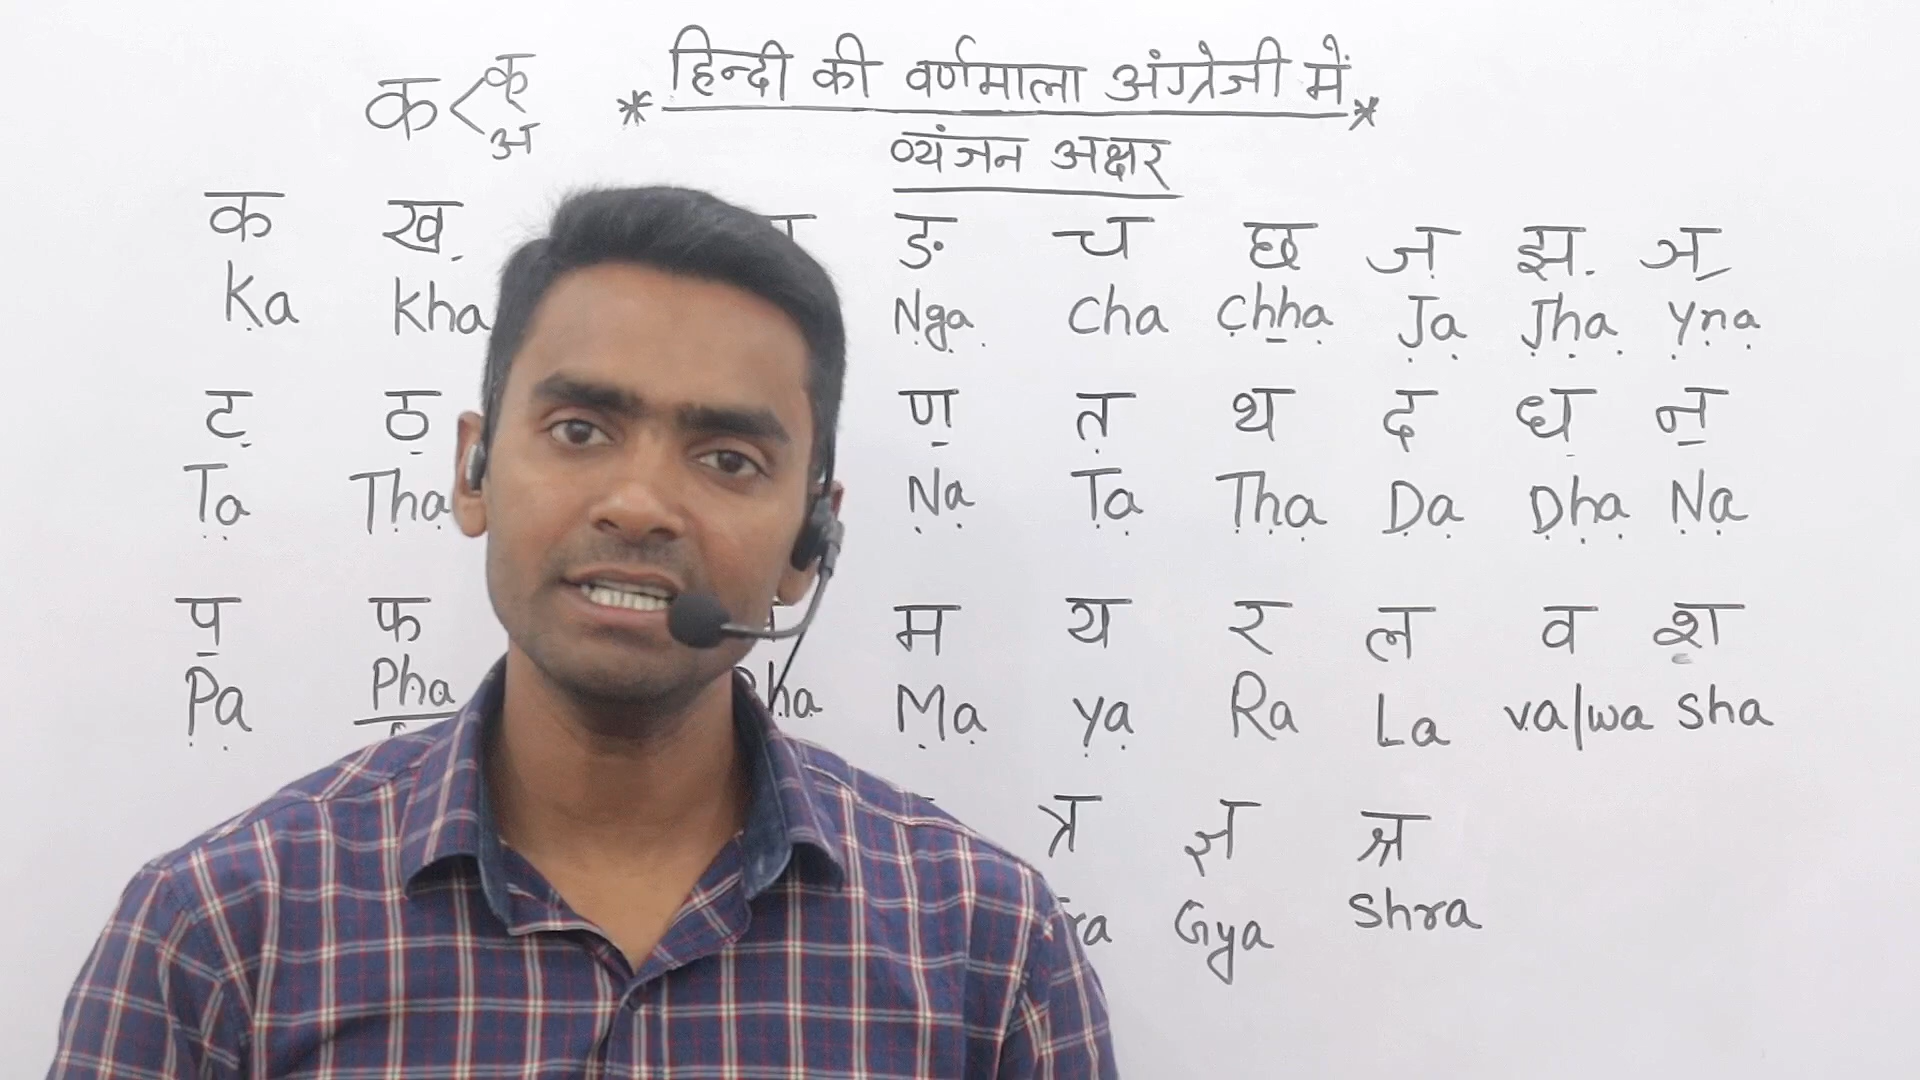 क < क् अ
* हिन्दी की वर्णमाला अंग्रेजी में *
व्यंजन अक्षर
क ख ङ च छ ज झ ञ
Ka Kha Nga Cha Chha Ja Jha Yna
ट ठ ण त थ द ध न
Ta Tha Na Ta Tha Da Dha Na
प फ म य र ल व श
Pa Pha Ma Ya Ra La va/wa Sha
त्र ज्ञ श्र
Gya Shra